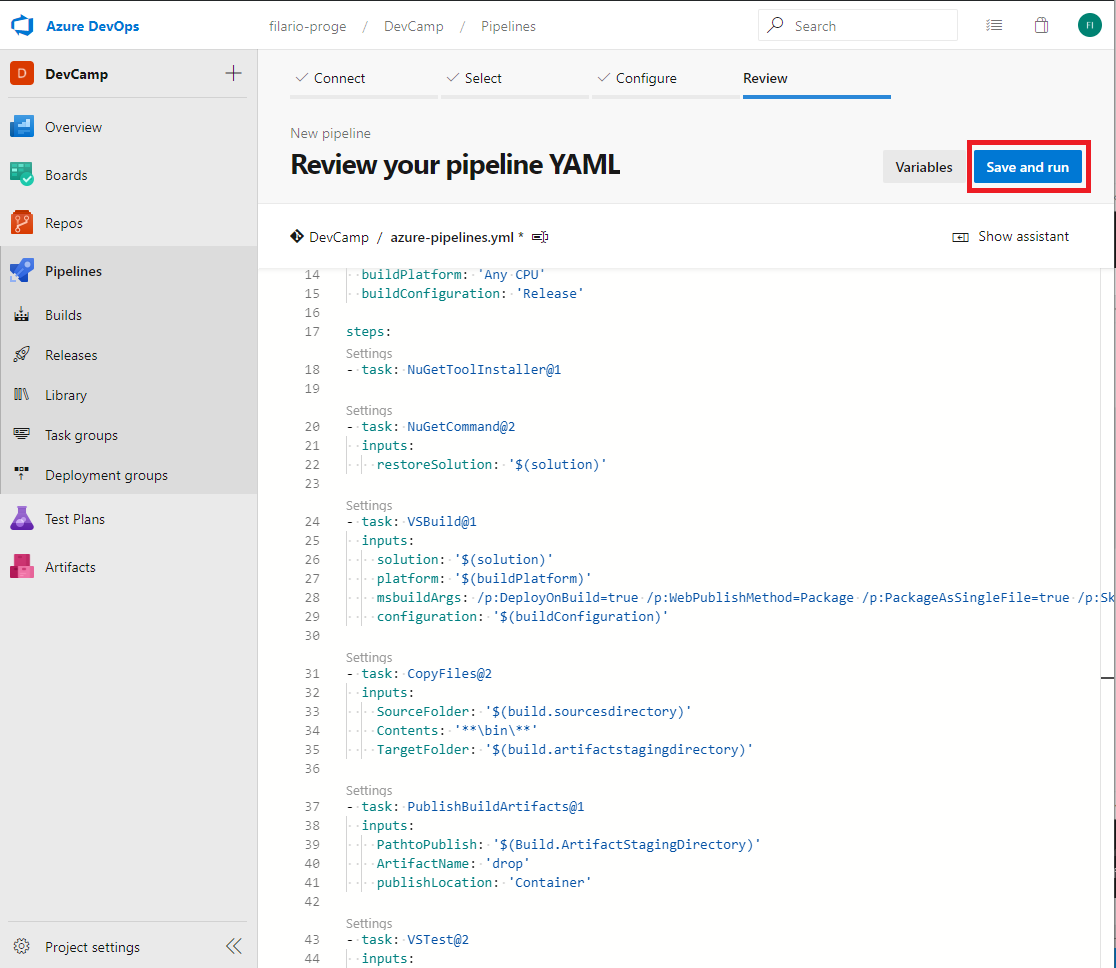 Azure DevOps
filario-proge / DevCamp / Pipelines
Search
FI
D DevCamp
Overview
Boards
Repos
Pipelines
Builds
Releases
Library
Task groups
Deployment groups
Test Plans
Artifacts
Project settings
Connect
Select
Configure
Review
New pipeline
Review your pipeline YAML
Variables
Save and run
DevCamp / azure-pipelines.yml *
Show assistant
14 buildPlatform: 'Any CPU'
15 buildConfiguration: 'Release'
16
17 steps:
Settings
18 - task: NuGetToolInstaller@1
19
Settings
20 - task: NuGetCommand@2
21 inputs:
22 restoreSolution: '$(solution)'
23
Settings
24 - task: VSBuild@1
25 inputs:
26 solution: '$(solution)'
27 platform: '$(buildPlatform)'
28 msbuildArgs: /p:DeployOnBuild=true /p:WebPublishMethod=Package /p:PackageAsSingleFile=true /p:Sk
29 configuration: '$(buildConfiguration)'
30
Settings
31 - task: CopyFiles@2
32 inputs:
33 SourceFolder: '$(build.sourcesdirectory)'
34 Contents: '**\bin\**'
35 TargetFolder: '$(build.artifactstagingdirectory)'
36
Settings
37 - task: PublishBuildArtifacts@1
38 inputs:
39 PathtoPublish: '$(Build.ArtifactStagingDirectory)'
40 ArtifactName: 'drop'
41 publishLocation: 'Container'
42
Settings
43 - task: VSTest@2
44 inputs: